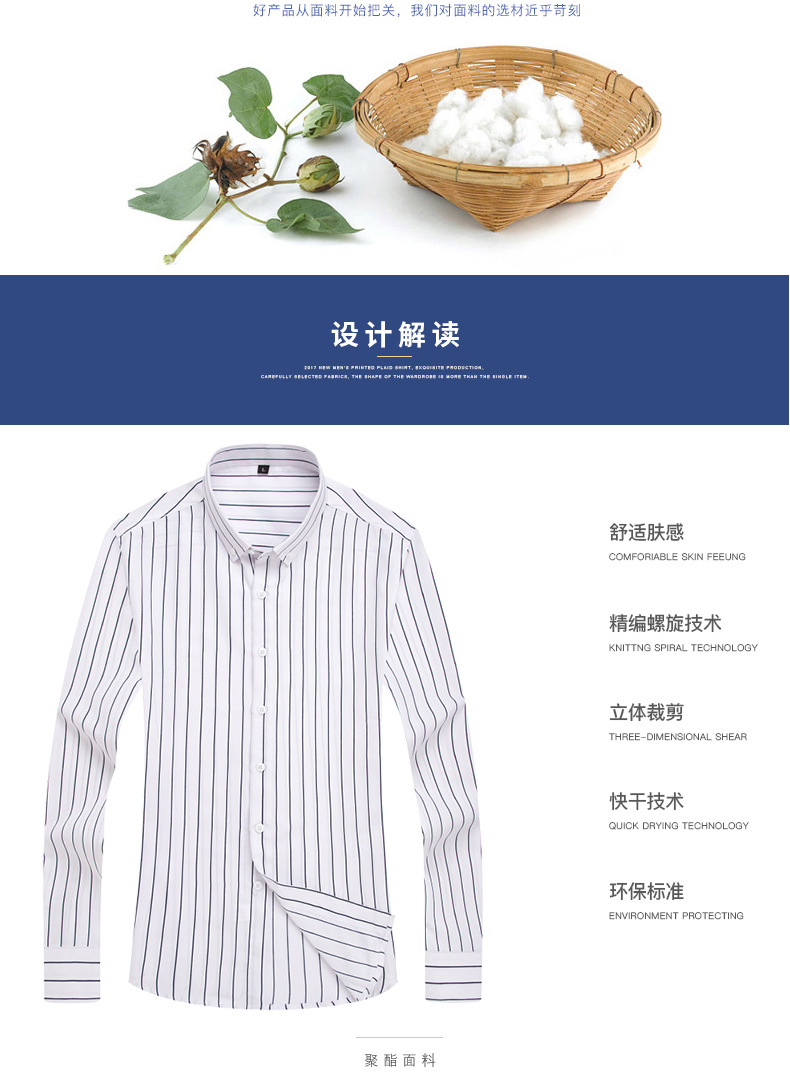 好产品从面料开始把关，我们对面料的选材近乎苛刻
设计解读
2017 NEW MEN'S PRINTED PLAID SHIRT, EXQUISITE PRODUCTION,
CAREFULLY SELECTED FABRICS, THE SHAPE OF THE WARDROBE IS MORE THAN THE SINGLE ITEM.
L
舒适肤感
COMFORIABLE SKIN FEEUNG
精编螺旋技术
KNITTNG SPIRAL TECHNOLOGY
立体裁剪
THREE-DIMENSIONAL SHEAR
快干技术
QUICK DRYING TECHNOLOGY
环保标准
ENVIRONMENT PROTECTING
聚酯面料